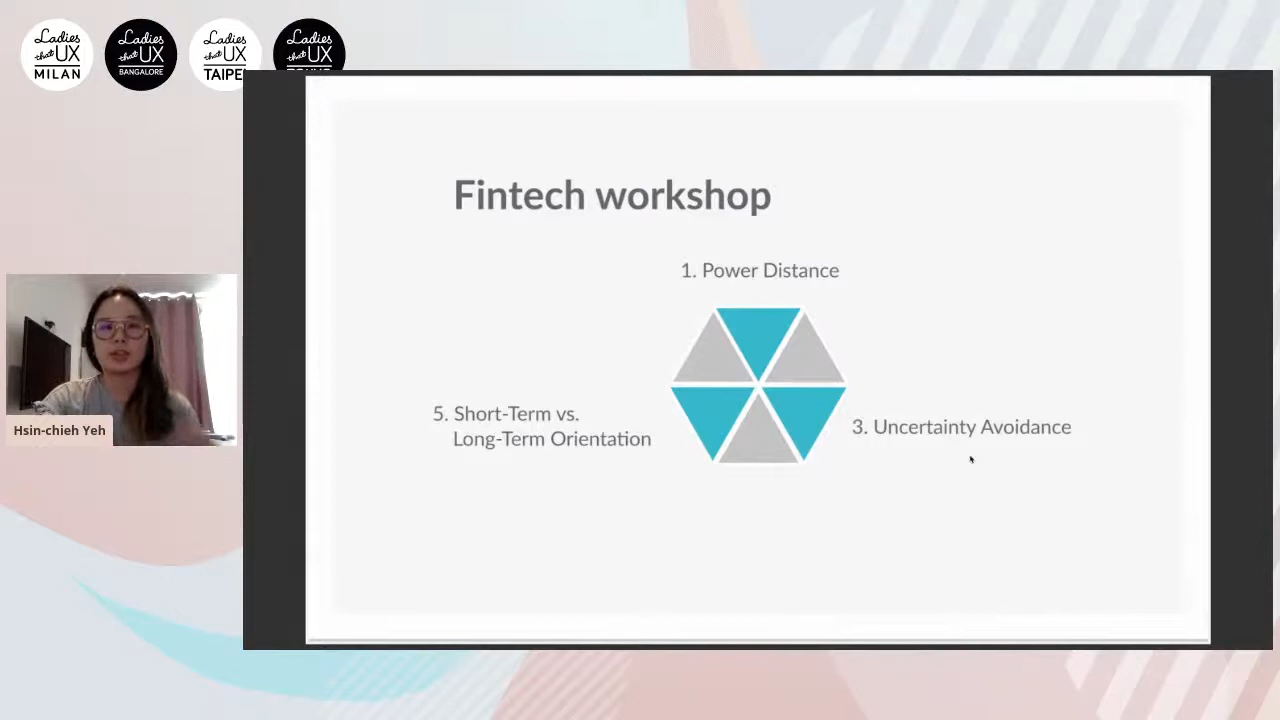 Ladies
that UX
MILAN
Ladies
that UX
BANGALORE
Ladies
that UX
TAIPE
Ladies
that UX
Fintech workshop
1. Power Distance
5. Short-Term vs.
Long-Term Orientation
3. Uncertainty Avoidance
Hsin-chieh Yeh